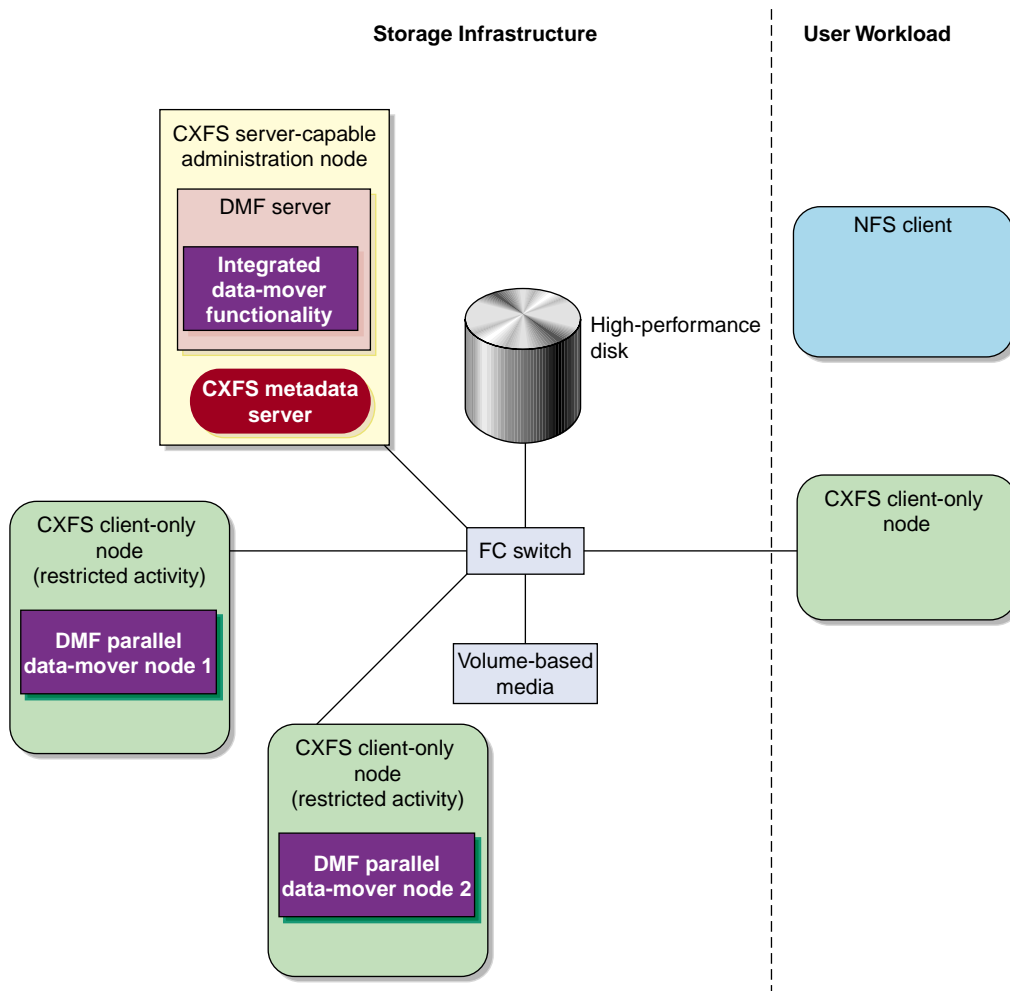 Storage Infrastructure
User Workload
CXFS server-capable
administration node
DMF server
Integrated
data-mover
functionality
CXFS metadata
server
High-performance
disk
NFS client
CXFS client-only
node
(restricted activity)
DMF parallel
data-mover node 1
FC switch
CXFS client-only
node
Volume-based
media
CXFS client-only
node
(restricted activity)
DMF parallel
data-mover node 2